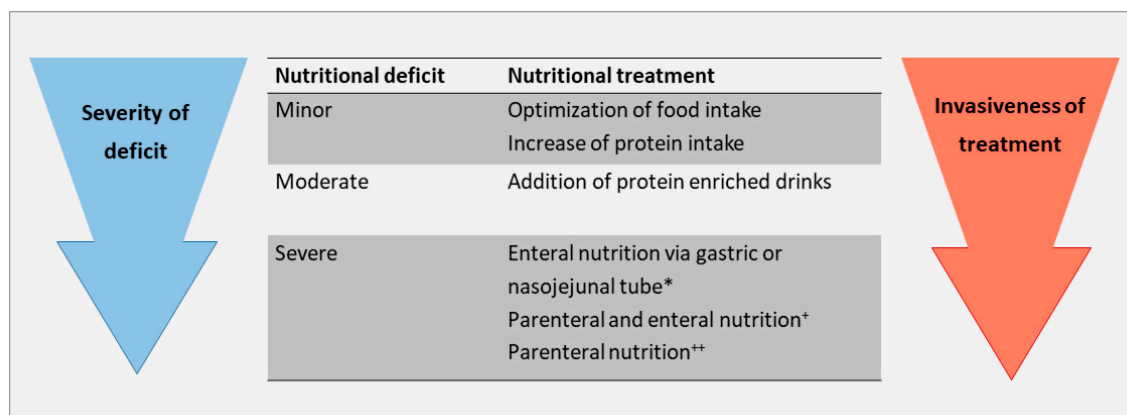 Severity of
deficit
Nutritional deficit Nutritional treatment
Minor Optimization of food intake
Increase of protein intake
Moderate Addition of protein enriched drinks
Severe Enteral nutrition via gastric or
nasojejunal tube*
Parenteral and enteral nutrition⁺
Parenteral nutrition⁺⁺
Invasiveness of
treatment